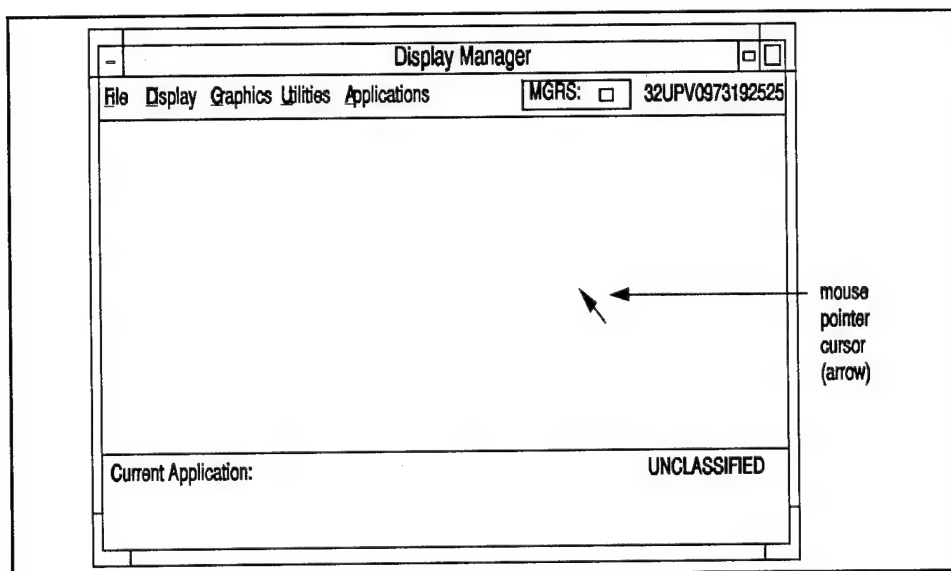 Display Manager
File Display Graphics Utilities Applications MGRS: 32UPV0973192525
mouse
pointer
cursor
(arrow)
Current Application: UNCLASSIFIED